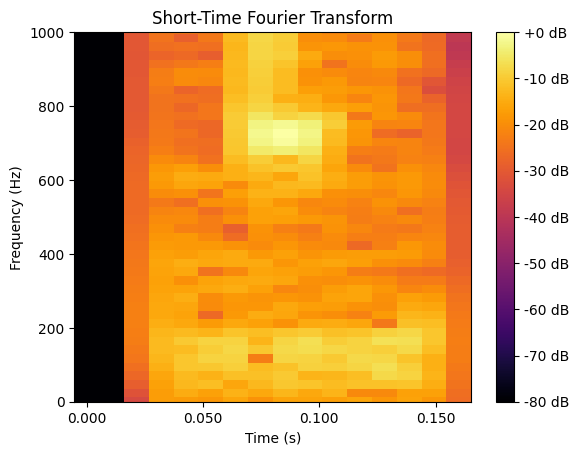 Short-Time Fourier Transform
1000
800
600
400
200
0
Frequency (Hz)
0.000
0.050
0.100
0.150
Time (s)
+0 dB
-10 dB
-20 dB
-30 dB
-40 dB
-50 dB
-60 dB
-70 dB
-80 dB